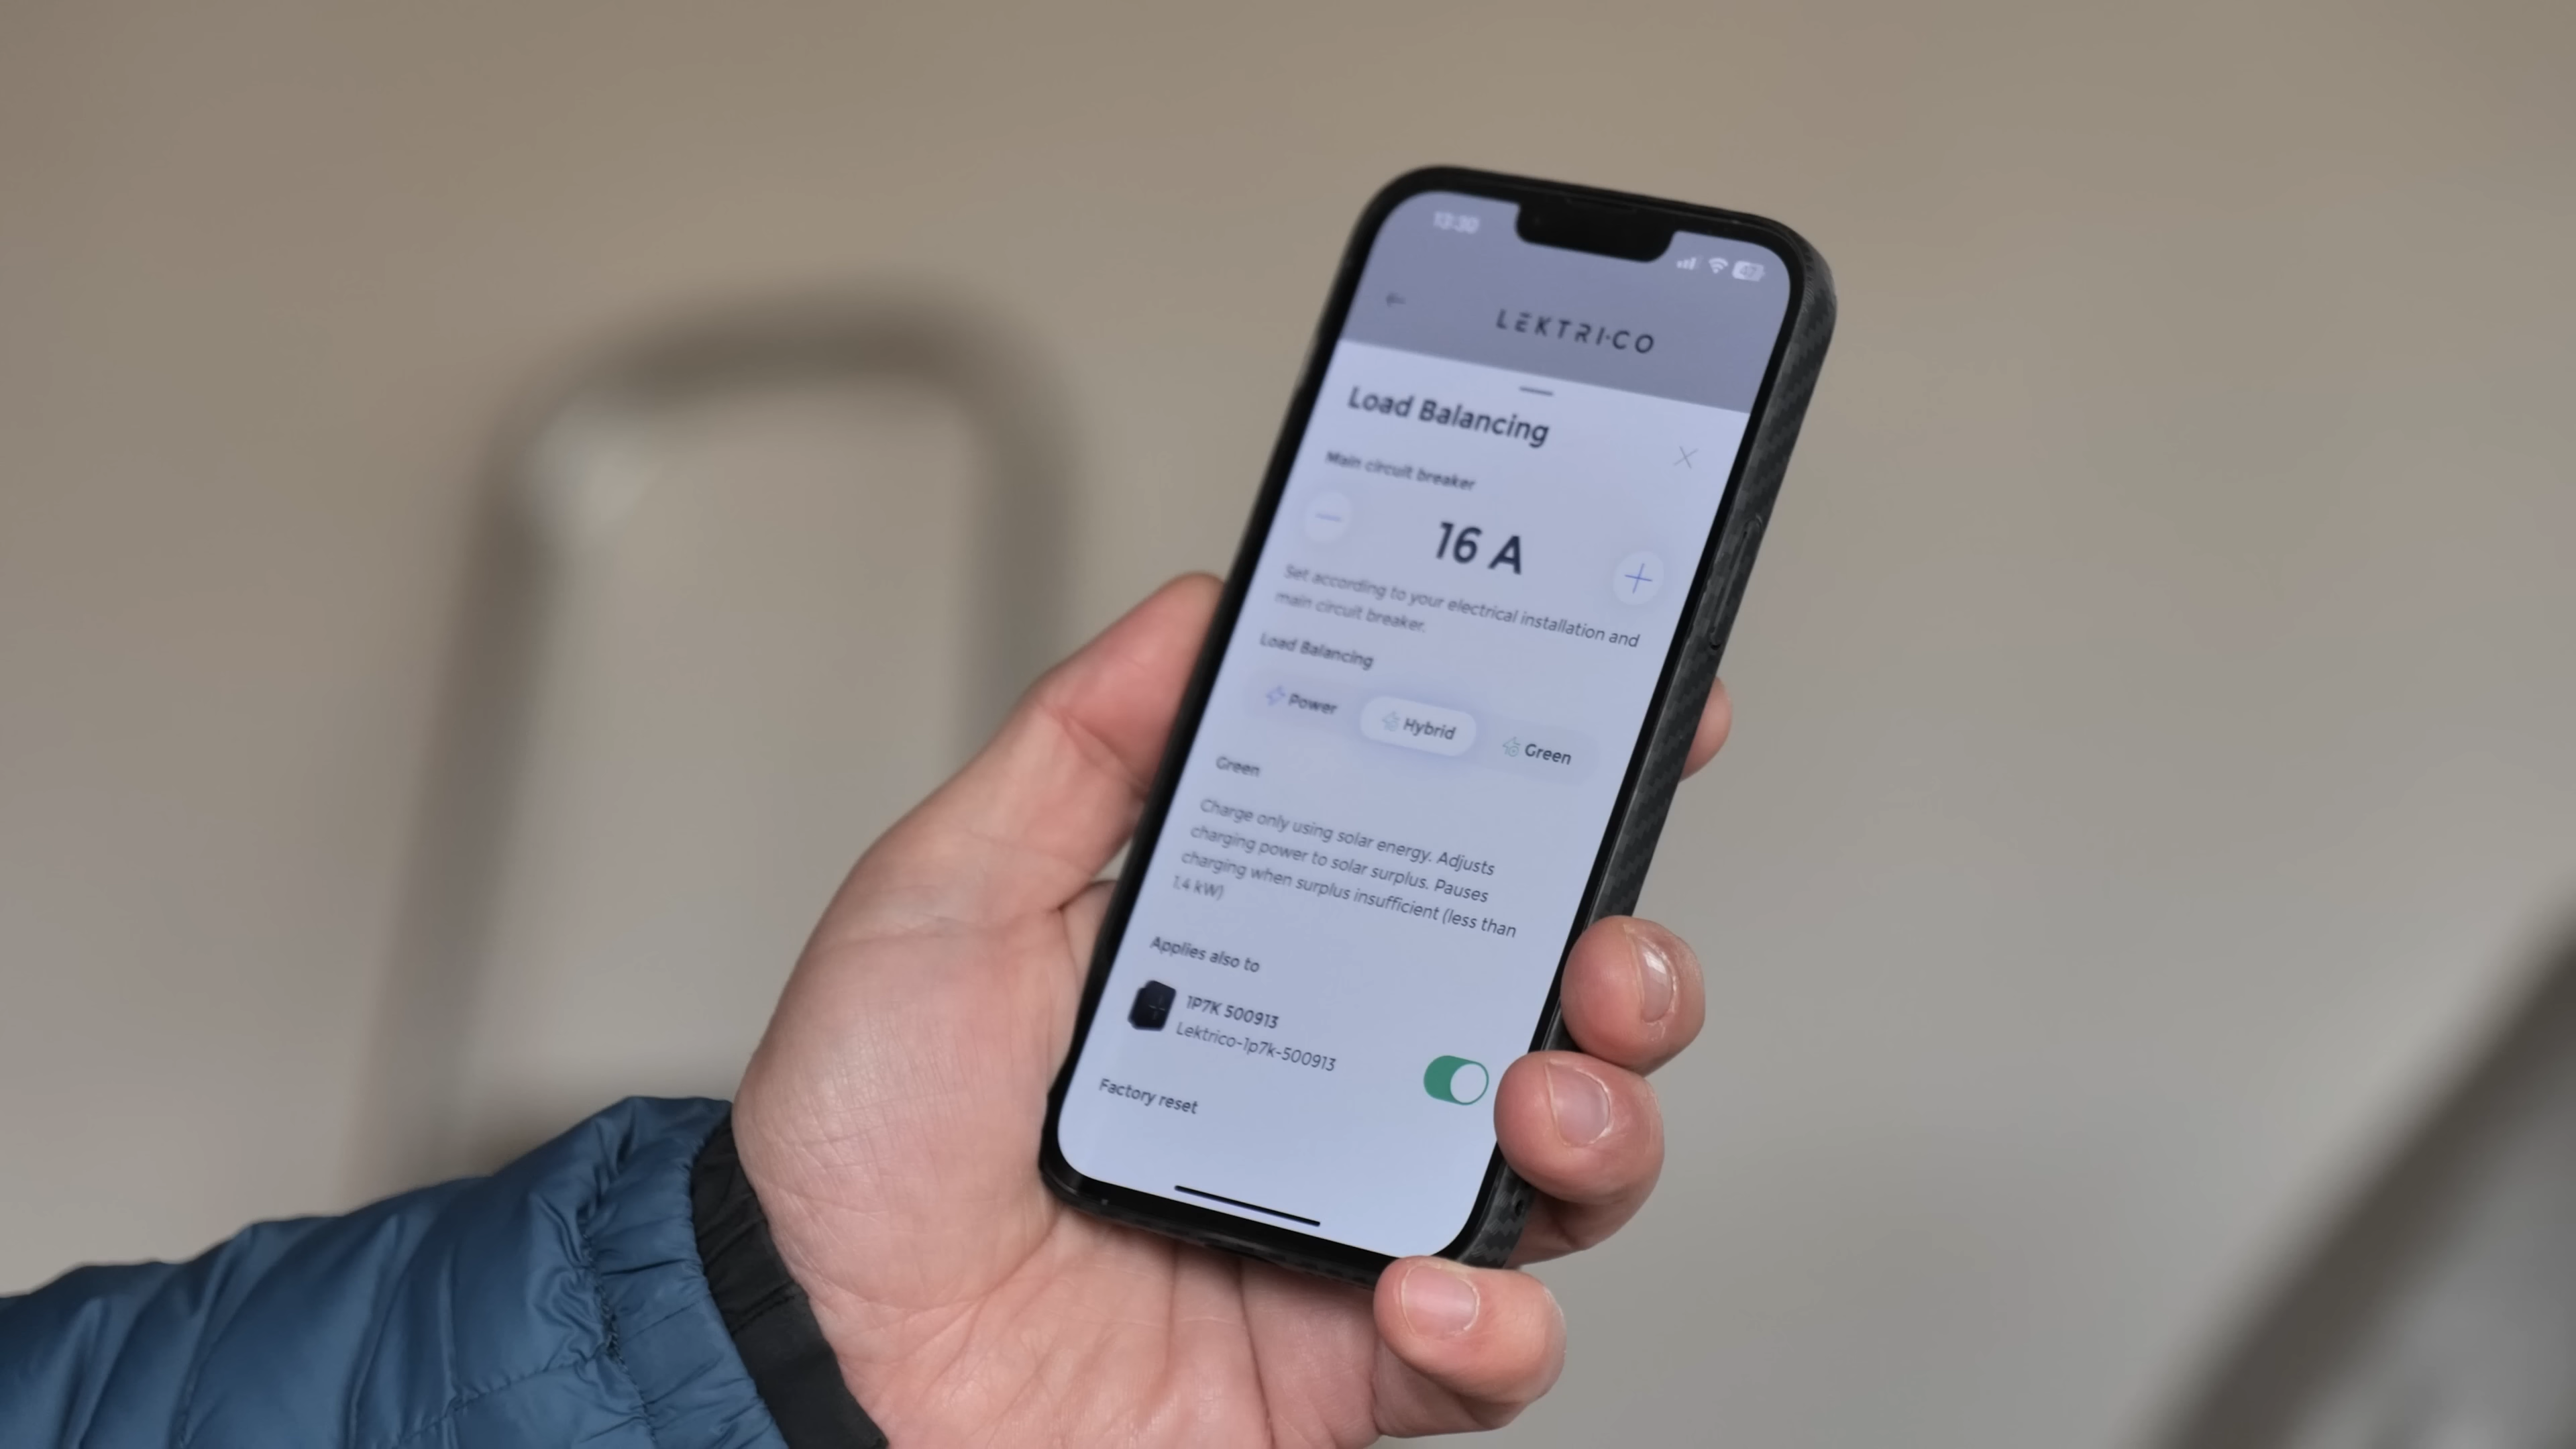 13:30
LEKTRI·CO
Load Balancing
Main circuit breaker
16 A
Set according to your electrical installation and
main circuit breaker.
Load Balancing
Power Hybrid Green
Green
Charge only using solar energy. Adjusts
charging power to solar surplus. Pauses
charging when surplus insufficient (less than
1.4 kW)
Applies also to
1P7K 500913
Lektrico-1p7k-500913
Factory reset